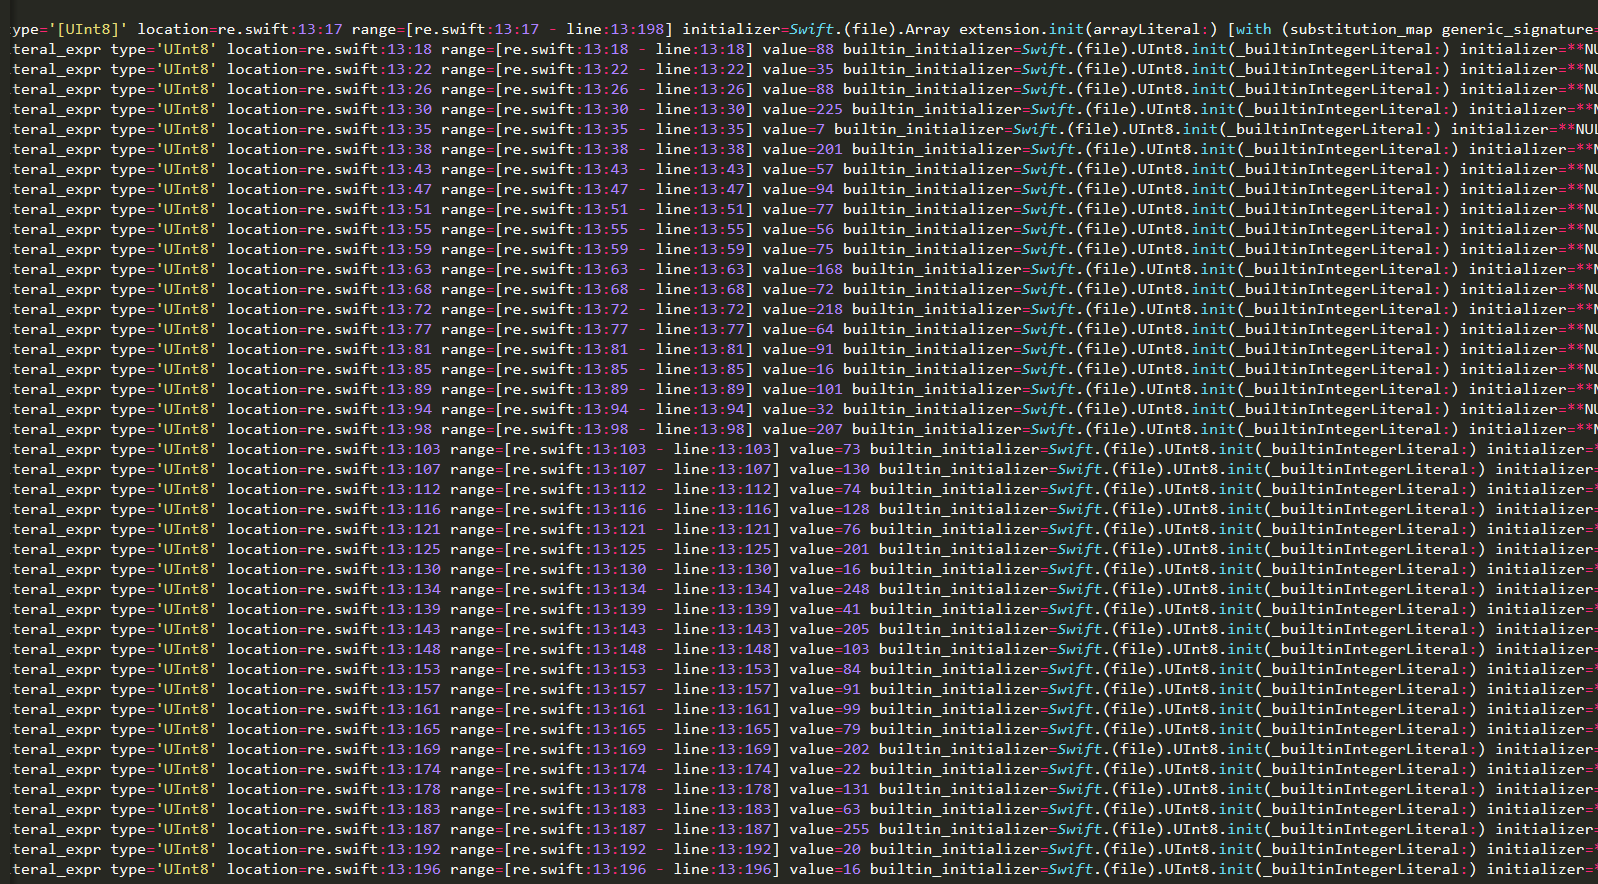 ype='[UInt8]' location=re.swift:13:17 range=[re.swift:13:17 - line:13:198] initializer=Swift.(file).Array extension.init(arrayLiteral:) [with (substitution_map generic_signature=
iteral_expr type='UInt8' location=re.swift:13:18 range=[re.swift:13:18 - line:13:18] value=88 builtin_initializer=Swift.(file).UInt8.init(_builtinIntegerLiteral:) initializer=**NU
iteral_expr type='UInt8' location=re.swift:13:22 range=[re.swift:13:22 - line:13:22] value=35 builtin_initializer=Swift.(file).UInt8.init(_builtinIntegerLiteral:) initializer=**NU
iteral_expr type='UInt8' location=re.swift:13:26 range=[re.swift:13:26 - line:13:26] value=88 builtin_initializer=Swift.(file).UInt8.init(_builtinIntegerLiteral:) initializer=**NU
iteral_expr type='UInt8' location=re.swift:13:30 range=[re.swift:13:30 - line:13:30] value=225 builtin_initializer=Swift.(file).UInt8.init(_builtinIntegerLiteral:) initializer=**N
iteral_expr type='UInt8' location=re.swift:13:35 range=[re.swift:13:35 - line:13:35] value=7 builtin_initializer=Swift.(file).UInt8.init(_builtinIntegerLiteral:) initializer=**NUL
iteral_expr type='UInt8' location=re.swift:13:38 range=[re.swift:13:38 - line:13:38] value=201 builtin_initializer=Swift.(file).UInt8.init(_builtinIntegerLiteral:) initializer=**N
iteral_expr type='UInt8' location=re.swift:13:43 range=[re.swift:13:43 - line:13:43] value=57 builtin_initializer=Swift.(file).UInt8.init(_builtinIntegerLiteral:) initializer=**NU
iteral_expr type='UInt8' location=re.swift:13:47 range=[re.swift:13:47 - line:13:47] value=94 builtin_initializer=Swift.(file).UInt8.init(_builtinIntegerLiteral:) initializer=**NU
iteral_expr type='UInt8' location=re.swift:13:51 range=[re.swift:13:51 - line:13:51] value=77 builtin_initializer=Swift.(file).UInt8.init(_builtinIntegerLiteral:) initializer=**NU
iteral_expr type='UInt8' location=re.swift:13:55 range=[re.swift:13:55 - line:13:55] value=56 builtin_initializer=Swift.(file).UInt8.init(_builtinIntegerLiteral:) initializer=**NU
iteral_expr type='UInt8' location=re.swift:13:59 range=[re.swift:13:59 - line:13:59] value=75 builtin_initializer=Swift.(file).UInt8.init(_builtinIntegerLiteral:) initializer=**NU
iteral_expr type='UInt8' location=re.swift:13:63 range=[re.swift:13:63 - line:13:63] value=168 builtin_initializer=Swift.(file).UInt8.init(_builtinIntegerLiteral:) initializer=**N
iteral_expr type='UInt8' location=re.swift:13:68 range=[re.swift:13:68 - line:13:68] value=72 builtin_initializer=Swift.(file).UInt8.init(_builtinIntegerLiteral:) initializer=**NU
iteral_expr type='UInt8' location=re.swift:13:72 range=[re.swift:13:72 - line:13:72] value=218 builtin_initializer=Swift.(file).UInt8.init(_builtinIntegerLiteral:) initializer=**N
iteral_expr type='UInt8' location=re.swift:13:77 range=[re.swift:13:77 - line:13:77] value=64 builtin_initializer=Swift.(file).UInt8.init(_builtinIntegerLiteral:) initializer=**NU
iteral_expr type='UInt8' location=re.swift:13:81 range=[re.swift:13:81 - line:13:81] value=91 builtin_initializer=Swift.(file).UInt8.init(_builtinIntegerLiteral:) initializer=**NU
iteral_expr type='UInt8' location=re.swift:13:85 range=[re.swift:13:85 - line:13:85] value=16 builtin_initializer=Swift.(file).UInt8.init(_builtinIntegerLiteral:) initializer=**NU
iteral_expr type='UInt8' location=re.swift:13:89 range=[re.swift:13:89 - line:13:89] value=101 builtin_initializer=Swift.(file).UInt8.init(_builtinIntegerLiteral:) initializer=**N
iteral_expr type='UInt8' location=re.swift:13:94 range=[re.swift:13:94 - line:13:94] value=32 builtin_initializer=Swift.(file).UInt8.init(_builtinIntegerLiteral:) initializer=**NU
iteral_expr type='UInt8' location=re.swift:13:98 range=[re.swift:13:98 - line:13:98] value=207 builtin_initializer=Swift.(file).UInt8.init(_builtinIntegerLiteral:) initializer=**N
iteral_expr type='UInt8' location=re.swift:13:103 range=[re.swift:13:103 - line:13:103] value=73 builtin_initializer=Swift.(file).UInt8.init(_builtinIntegerLiteral:) initializer=*
iteral_expr type='UInt8' location=re.swift:13:107 range=[re.swift:13:107 - line:13:107] value=130 builtin_initializer=Swift.(file).UInt8.init(_builtinIntegerLiteral:) initializer=
iteral_expr type='UInt8' location=re.swift:13:112 range=[re.swift:13:112 - line:13:112] value=74 builtin_initializer=Swift.(file).UInt8.init(_builtinIntegerLiteral:) initializer=*
iteral_expr type='UInt8' location=re.swift:13:116 range=[re.swift:13:116 - line:13:116] value=128 builtin_initializer=Swift.(file).UInt8.init(_builtinIntegerLiteral:) initializer=
iteral_expr type='UInt8' location=re.swift:13:121 range=[re.swift:13:121 - line:13:121] value=76 builtin_initializer=Swift.(file).UInt8.init(_builtinIntegerLiteral:) initializer=*
iteral_expr type='UInt8' location=re.swift:13:125 range=[re.swift:13:125 - line:13:125] value=201 builtin_initializer=Swift.(file).UInt8.init(_builtinIntegerLiteral:) initializer=
iteral_expr type='UInt8' location=re.swift:13:130 range=[re.swift:13:130 - line:13:130] value=16 builtin_initializer=Swift.(file).UInt8.init(_builtinIntegerLiteral:) initializer=*
iteral_expr type='UInt8' location=re.swift:13:134 range=[re.swift:13:134 - line:13:134] value=248 builtin_initializer=Swift.(file).UInt8.init(_builtinIntegerLiteral:) initializer=
iteral_expr type='UInt8' location=re.swift:13:139 range=[re.swift:13:139 - line:13:139] value=41 builtin_initializer=Swift.(file).UInt8.init(_builtinIntegerLiteral:) initializer=*
iteral_expr type='UInt8' location=re.swift:13:143 range=[re.swift:13:143 - line:13:143] value=205 builtin_initializer=Swift.(file).UInt8.init(_builtinIntegerLiteral:) initializer=
iteral_expr type='UInt8' location=re.swift:13:148 range=[re.swift:13:148 - line:13:148] value=103 builtin_initializer=Swift.(file).UInt8.init(_builtinIntegerLiteral:) initializer=
iteral_expr type='UInt8' location=re.swift:13:153 range=[re.swift:13:153 - line:13:153] value=84 builtin_initializer=Swift.(file).UInt8.init(_builtinIntegerLiteral:) initializer=*
iteral_expr type='UInt8' location=re.swift:13:157 range=[re.swift:13:157 - line:13:157] value=91 builtin_initializer=Swift.(file).UInt8.init(_builtinIntegerLiteral:) initializer=*
iteral_expr type='UInt8' location=re.swift:13:161 range=[re.swift:13:161 - line:13:161] value=99 builtin_initializer=Swift.(file).UInt8.init(_builtinIntegerLiteral:) initializer=*
iteral_expr type='UInt8' location=re.swift:13:165 range=[re.swift:13:165 - line:13:165] value=79 builtin_initializer=Swift.(file).UInt8.init(_builtinIntegerLiteral:) initializer=*
iteral_expr type='UInt8' location=re.swift:13:169 range=[re.swift:13:169 - line:13:169] value=202 builtin_initializer=Swift.(file).UInt8.init(_builtinIntegerLiteral:) initializer=
iteral_expr type='UInt8' location=re.swift:13:174 range=[re.swift:13:174 - line:13:174] value=22 builtin_initializer=Swift.(file).UInt8.init(_builtinIntegerLiteral:) initializer=*
iteral_expr type='UInt8' location=re.swift:13:178 range=[re.swift:13:178 - line:13:178] value=131 builtin_initializer=Swift.(file).UInt8.init(_builtinIntegerLiteral:) initializer=
iteral_expr type='UInt8' location=re.swift:13:183 range=[re.swift:13:183 - line:13:183] value=63 builtin_initializer=Swift.(file).UInt8.init(_builtinIntegerLiteral:) initializer=*
iteral_expr type='UInt8' location=re.swift:13:187 range=[re.swift:13:187 - line:13:187] value=255 builtin_initializer=Swift.(file).UInt8.init(_builtinIntegerLiteral:) initializer=
iteral_expr type='UInt8' location=re.swift:13:192 range=[re.swift:13:192 - line:13:192] value=20 builtin_initializer=Swift.(file).UInt8.init(_builtinIntegerLiteral:) initializer=*
iteral_expr type='UInt8' location=re.swift:13:196 range=[re.swift:13:196 - line:13:196] value=16 builtin_initializer=Swift.(file).UInt8.init(_builtinIntegerLiteral:) initializer=*